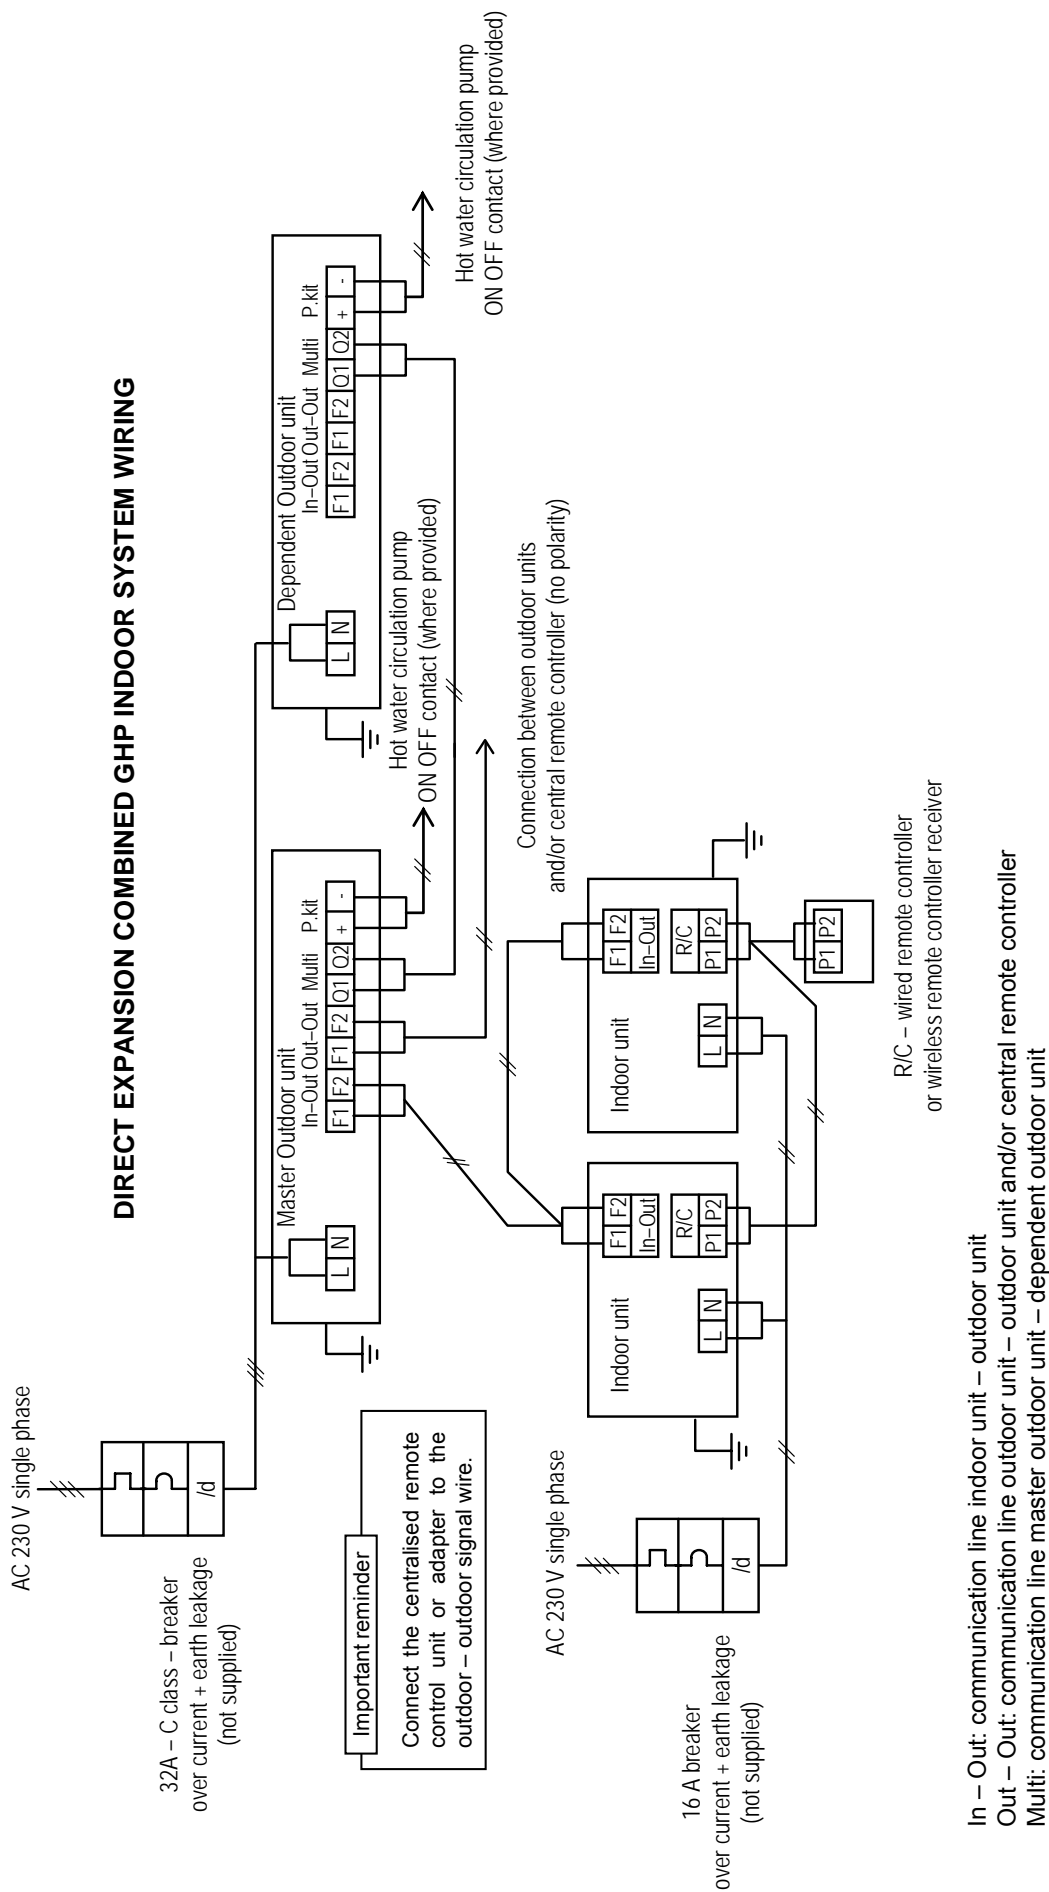 DIRECT EXPANSION COMBINED GHP INDOOR SYSTEM WIRING
AC 230 V single phase
32A – C class – breaker
over current + earth leakage
(not supplied)
/d
Master Outdoor unit
L N
In–Out Out–Out Multi P.kit
F1 F2 F1 F2 Q1 Q2 + -
Dependent Outdoor unit
L N
In–Out Out–Out Multi P.kit
F1 F2 F1 F2 Q1 Q2 + -
Hot water circulation pump
ON OFF contact (where provided)
Hot water circulation pump
ON OFF contact (where provided)
Important reminder
Connect the centralised remote
control unit or adapter to the
outdoor – outdoor signal wire.
Connection between outdoor units
and/or central remote controller (no polarity)
AC 230 V single phase
16 A breaker
over current + earth leakage
(not supplied)
/d
Indoor unit
L N
F1 F2
In–Out
R/C
P1 P2
Indoor unit
L N
F1 F2
In–Out
R/C
P1 P2
P1 P2
R/C – wired remote controller
or wireless remote controller receiver
In – Out: communication line indoor unit – outdoor unit
Out – Out: communication line outdoor unit – outdoor unit and/or central remote controller
Multi: communication line master outdoor unit – dependent outdoor unit